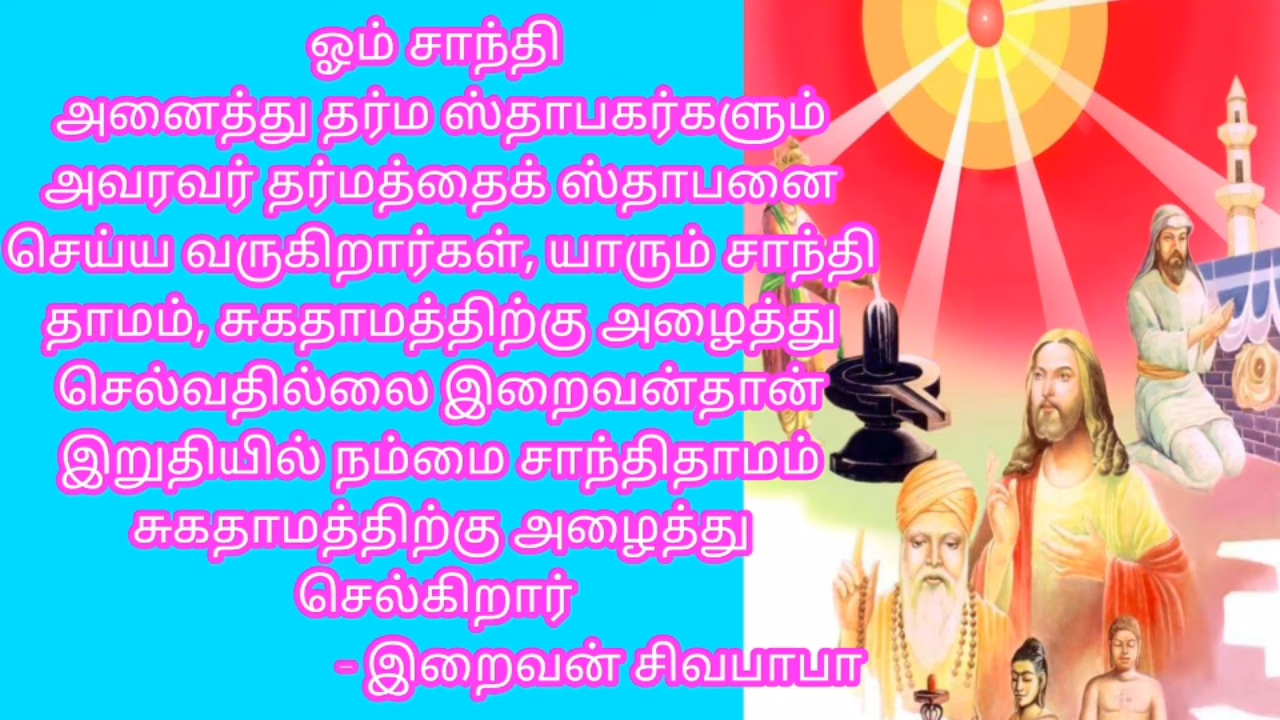 ஓம் சாந்தி
அனைத்து தர்ம ஸ்தாபகர்களும்
அவரவர் தர்மத்தைக் ஸ்தாபனை
செய்ய வருகிறார்கள், யாரும் சாந்தி
தாமம், சுகதாமத்திற்கு அழைத்து
செல்வதில்லை இறைவன்தான்
இறுதியில் நம்மை சாந்திதாமம்
சுகதாமத்திற்கு அழைத்து
செல்கிறார்
- இறைவன் சிவபாபா